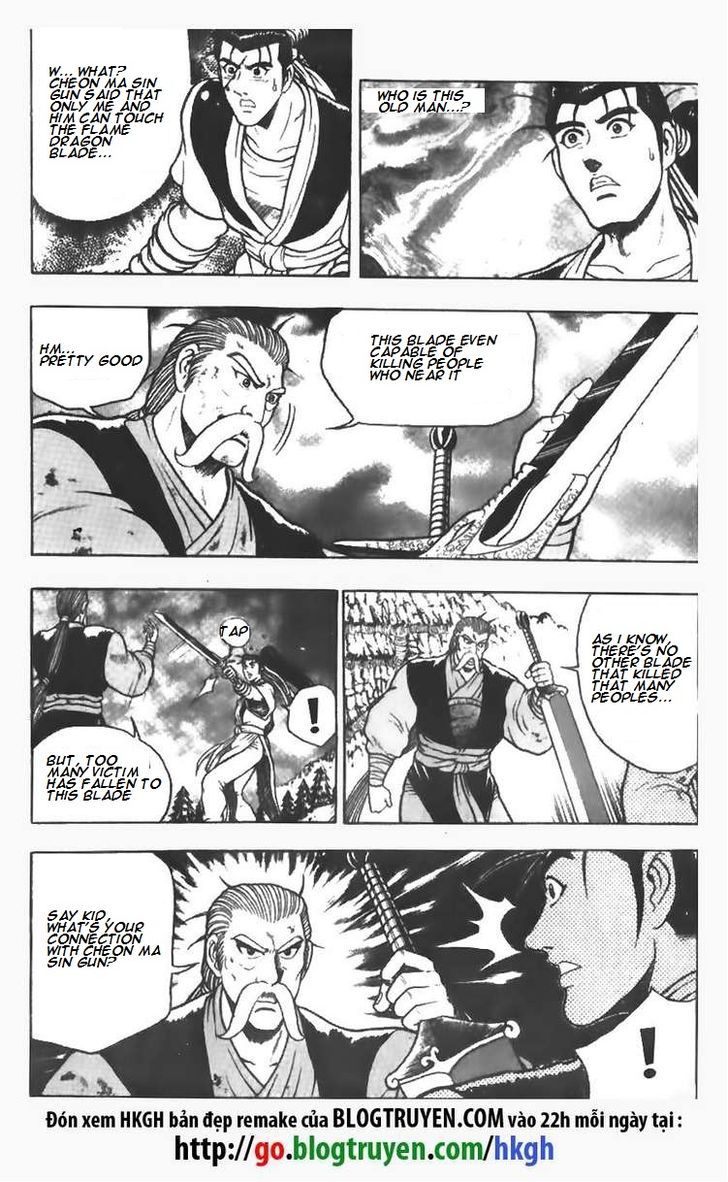 W... WHAT?
CHEON MA SIN
GUN SAID THAT
ONLY ME AND
HIM CAN TOUCH
THE FLAME
DRAGON
BLADE...
WHO IS THIS
OLD MAN...?
HM...
PRETTY GOOD
THIS BLADE EVEN
CAPABLE OF
KILLING PEOPLE
WHO NEAR IT
TAP
!
BUT, TOO
MANY VICTIM
HAS FALLEN TO
THIS BLADE
AS I KNOW,
THERE'S NO
OTHER BLADE
THAT KILLED
THAT MANY
PEOPLES...
SAY KID,
WHAT'S YOUR
CONNECTION
WITH CHEON MA
SIN GUN?
!
Đón xem HKGH bản đẹp remake của BLOGTRUYEN.COM vào 22h mỗi ngày tại :
http://go.blogtruyen.com/hkgh